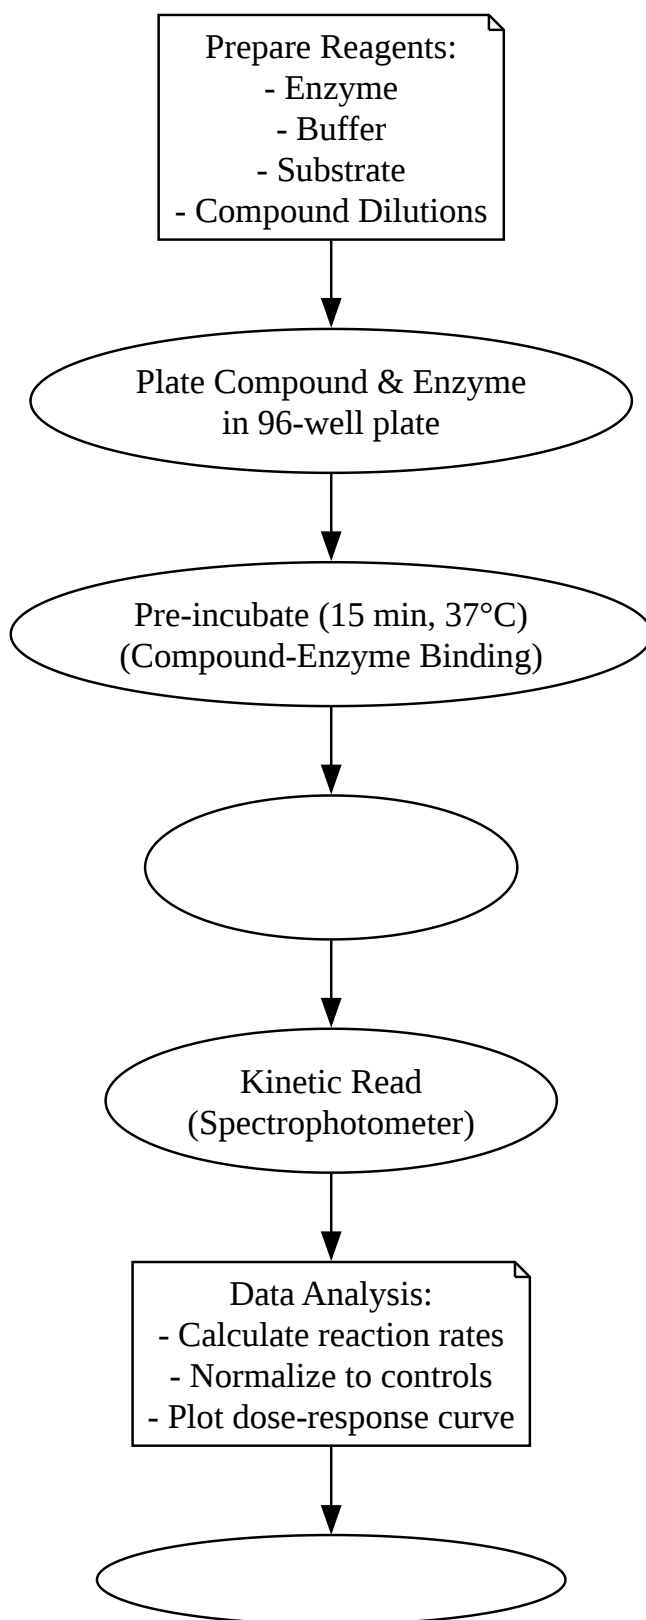 Prepare Reagents:
- Enzyme
- Buffer
- Substrate
- Compound Dilutions
Plate Compound & Enzyme
in 96-well plate
Pre-incubate (15 min, 37°C)
(Compound-Enzyme Binding)
Kinetic Read
(Spectrophotometer)
Data Analysis:
- Calculate reaction rates
- Normalize to controls
- Plot dose-response curve